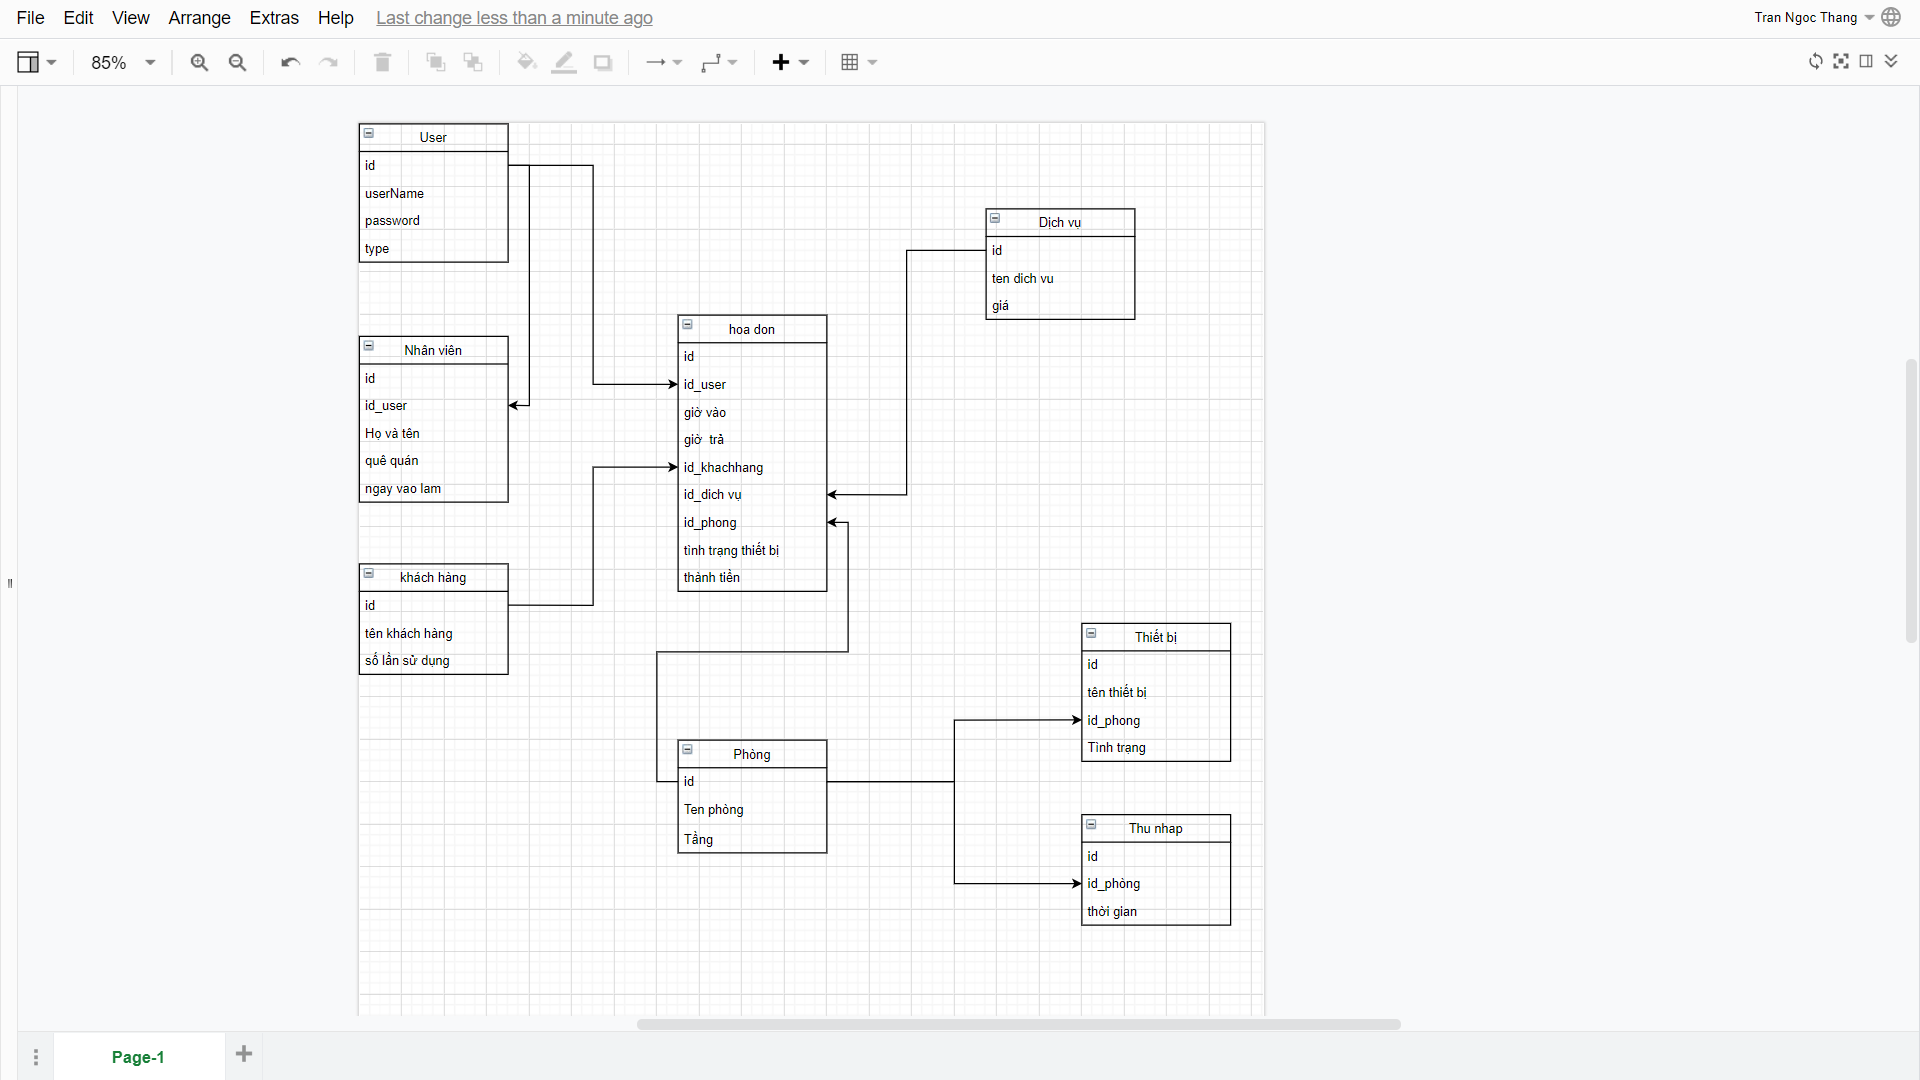 File Edit View Arrange Extras Help Last change less than a minute ago
Tran Ngoc Thang
85%
User
id
userName
password
type
Dịch vụ
id
ten dich vu
giá
hoa don
id
id_user
giờ vào
giờ  trả
id_khachhang
id_dich vụ
id_phong
tình trạng thiết bị
thành tiền
Nhân viên
id
id_user
Họ và tên
quê quán
ngay vao lam
khách hàng
id
tên khách hàng
số lần sử dụng
Thiết bị
id
tên thiết bị
id_phong
Tình trạng
Phòng
id
Ten phòng
Tầng
Thu nhap
id
id_phòng
thời gian
Page-1